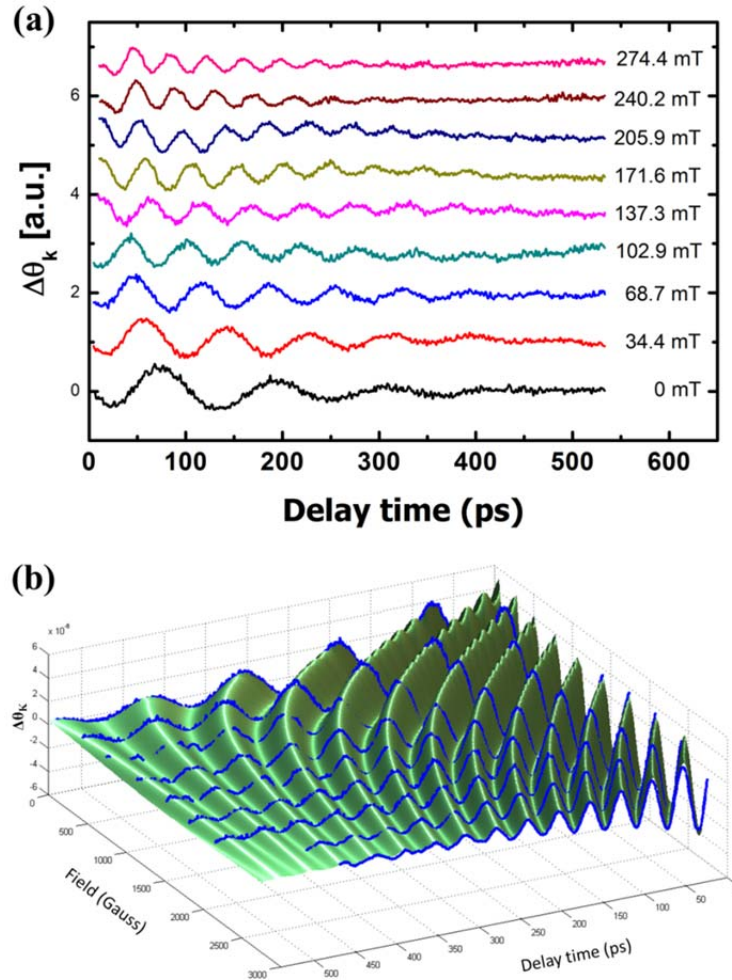 (a)
274.4 mT
240.2 mT
205.9 mT
171.6 mT
137.3 mT
102.9 mT
68.7 mT
34.4 mT
0 mT
6
4
2
0
Δθk [a.u.]
0 100 200 300 400 500 600
Delay time (ps)
(b)
x 10⁻⁶
6
4
2
0
-2
-4
-6
ΔθK
0
500
1000
1500
2000
2500
3000
Field (Gauss)
500 450 400 350 300 250 200 150 100 50 0
Delay time (ps)